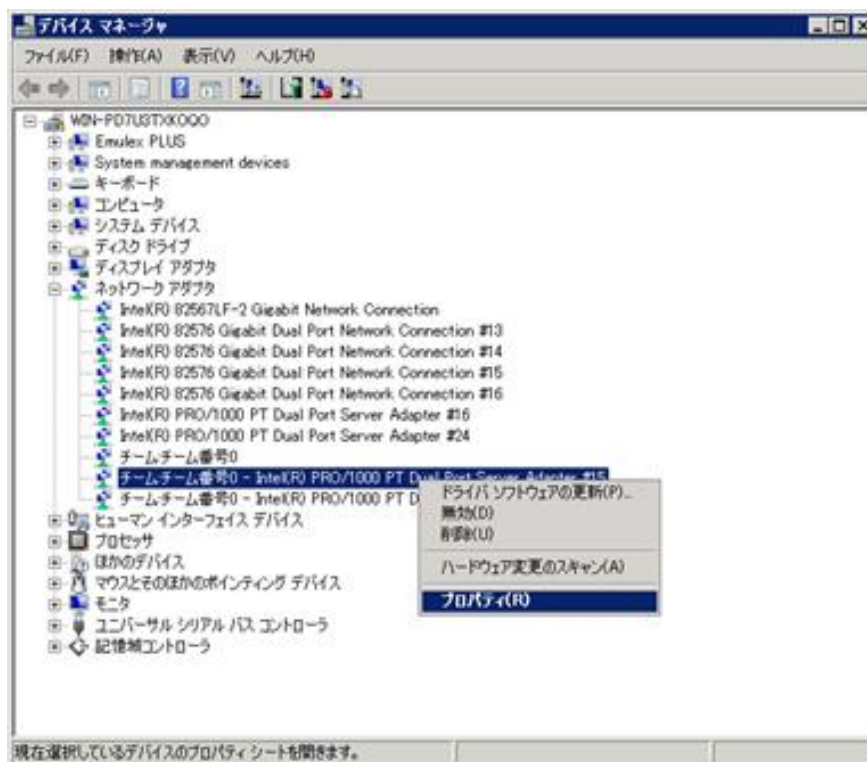 デバイス マネージャ
ファイル(F) 操作(A) 表示(V) ヘルプ(H)
WIN-PD7U3TXKOQO
Emulex PLUS
System management devices
キーボード
コンピュータ
システム デバイス
ディスク ドライブ
ディスプレイ アダプタ
ネットワーク アダプタ
Intel(R) 82567LF-2 Gigabit Network Connection
Intel(R) 82576 Gigabit Dual Port Network Connection #13
Intel(R) 82576 Gigabit Dual Port Network Connection #14
Intel(R) 82576 Gigabit Dual Port Network Connection #15
Intel(R) 82576 Gigabit Dual Port Network Connection #16
Intel(R) PRO/1000 PT Dual Port Server Adapter #16
Intel(R) PRO/1000 PT Dual Port Server Adapter #24
チームチーム番号0
チームチーム番号0 - Intel(R) PRO/1000 PT Dual Port Server Adapter #15
チームチーム番号0 - Intel(R) PRO/1000 PT D
ドライバ ソフトウェアの更新(P)...
無効(D)
削除(U)
ハードウェア変更のスキャン(A)
プロパティ(R)
ヒューマン インターフェイス デバイス
プロセッサ
ほかのデバイス
マウスとそのほかのポインティング デバイス
モニタ
ユニバーサル シリアル バス コントローラ
記憶域コントローラ
現在選択しているデバイスのプロパティ シートを開きます。